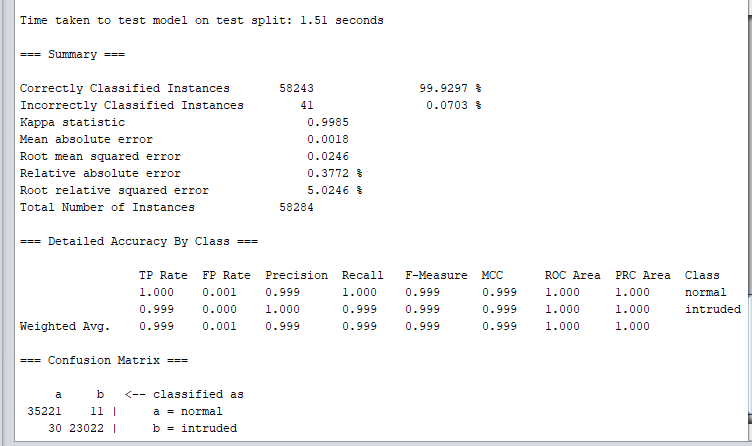 Time taken to test model on test split: 1.51 seconds
=== Summary ===
Correctly Classified Instances 58243 99.9297 %
Incorrectly Classified Instances 41 0.0703 %
Kappa statistic 0.9985
Mean absolute error 0.0018
Root mean squared error 0.0246
Relative absolute error 0.3772 %
Root relative squared error 5.0246 %
Total Number of Instances 58284
=== Detailed Accuracy By Class ===
TP Rate FP Rate Precision Recall F-Measure MCC ROC Area PRC Area Class
1.000 0.001 0.999 1.000 0.999 0.999 1.000 1.000 normal
0.999 0.000 1.000 0.999 0.999 0.999 1.000 1.000 intruded
Weighted Avg. 0.999 0.001 0.999 0.999 0.999 0.999 1.000 1.000
=== Confusion Matrix ===
a b <-- classified as
35221 11 | a = normal
30 23022 | b = intruded